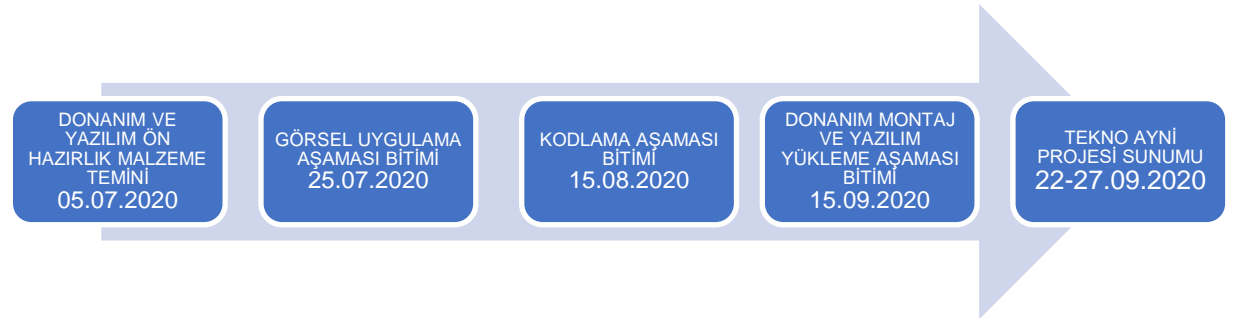 DONANIM VE
YAZILIM ÖN
HAZIRLIK MALZEME
TEMİNİ
05.07.2020
GÖRSEL UYGULAMA
AŞAMASI BİTİMİ
25.07.2020
KODLAMA AŞAMASI
BİTİMİ
15.08.2020
DONANIM MONTAJ
VE YAZILIM
YÜKLEME AŞAMASI
BİTİMİ
15.09.2020
TEKNO AYNİ
PROJESİ SUNUMU
22-27.09.2020